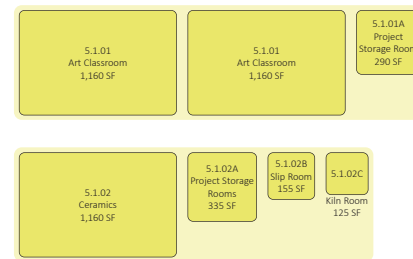 5.1.01
Art Classroom
1,160 SF
5.1.01
Art Classroom
1,160 SF
5.1.01A
Project
Storage Room
290 SF
5.1.02
Ceramics
1,160 SF
5.1.02A
Project Storage
Rooms
335 SF
5.1.02B
Slip Room
155 SF
5.1.02C
Kiln Room
125 SF